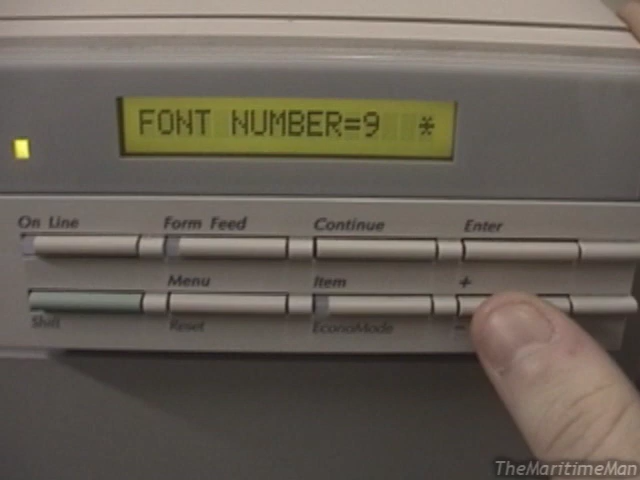 FONT NUMBER=9 *
On Line Form Feed Continue Enter
Menu Item +
Shift Reset EconoMode -
TheMaritimeMan